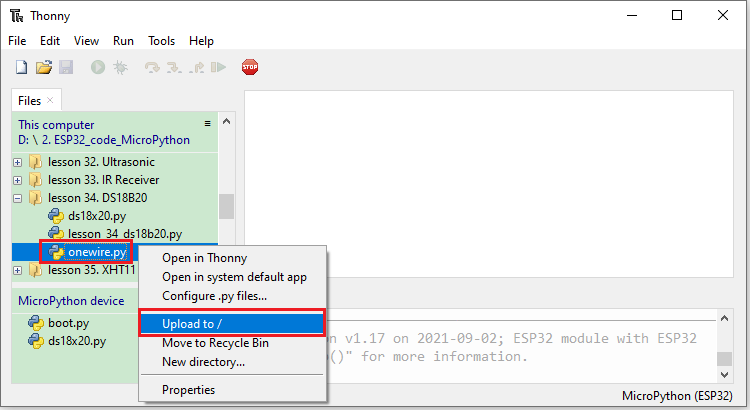 Thonny
File Edit View Run Tools Help
STOP
Files
This computer
D: \ 2. ESP32_code_MicroPython
lesson 32. Ultrasonic
lesson 33. IR Receiver
lesson 34. DS18B20
ds18x20.py
lesson_34_ds18b20.py
onewire.py
lesson 35. XHT11
MicroPython device
boot.py
ds18x20.py
Open in Thonny
Open in system default app
Configure .py files...
Upload to /
Move to Recycle Bin
New directory...
Properties
n v1.17 on 2021-09-02; ESP32 module with ESP32
()" for more information.
MicroPython (ESP32)